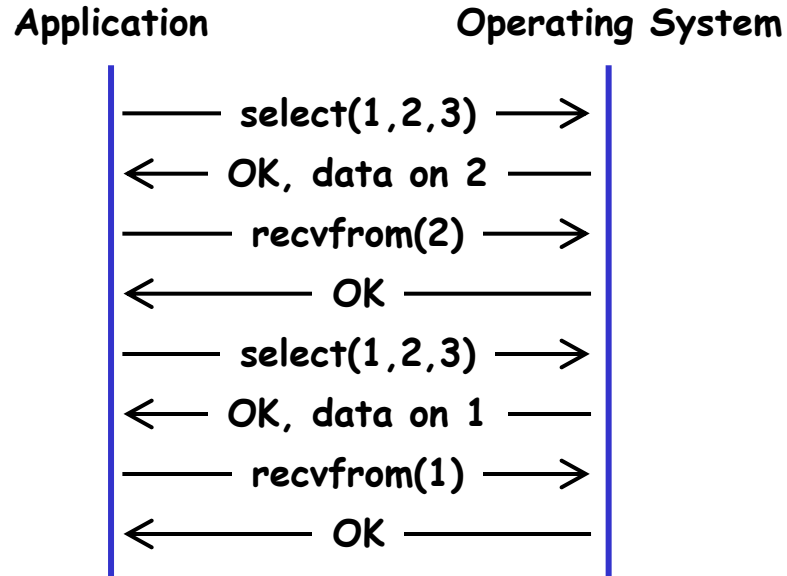 Application Operating System
select(1,2,3)
OK, data on 2
recvfrom(2)
OK
select(1,2,3)
OK, data on 1
recvfrom(1)
OK